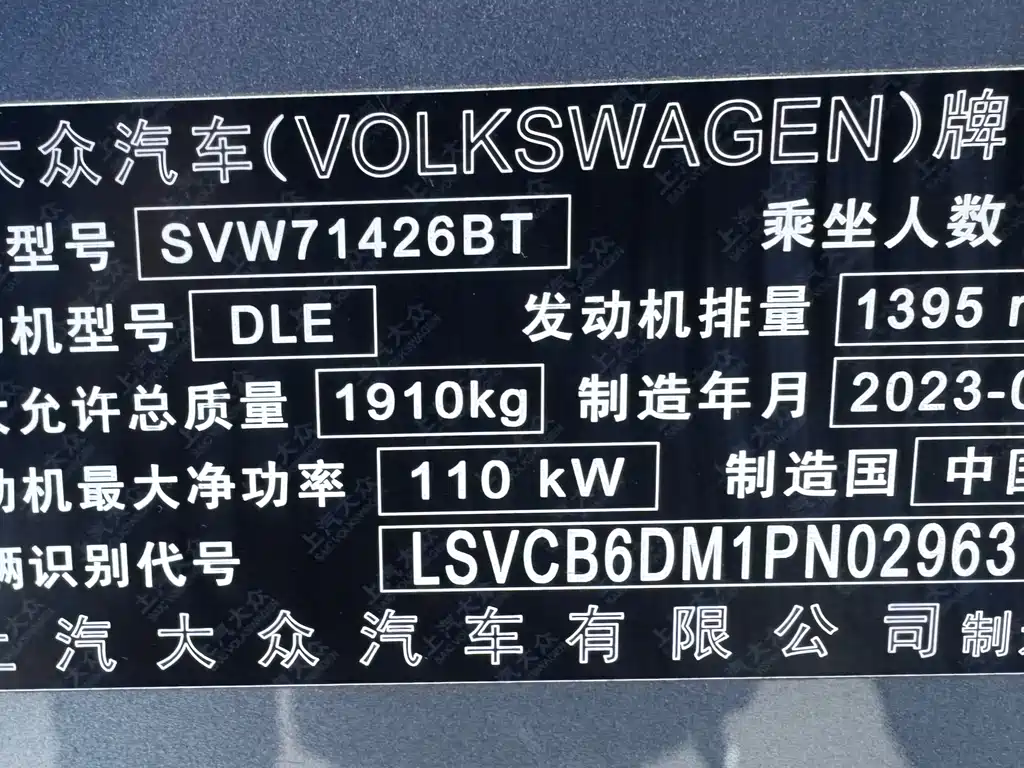 大众汽车(VOLKSWAGEN)牌
型号 SVW71426BT 乘坐人数
机型号 DLE 发动机排量 1395
大允许总质量 1910kg 制造年月 2023-0
动机最大净功率 110 kW 制造国 中国
辆识别代号 LSVCB6DM1PN02963
上汽大众汽车有限公司制造